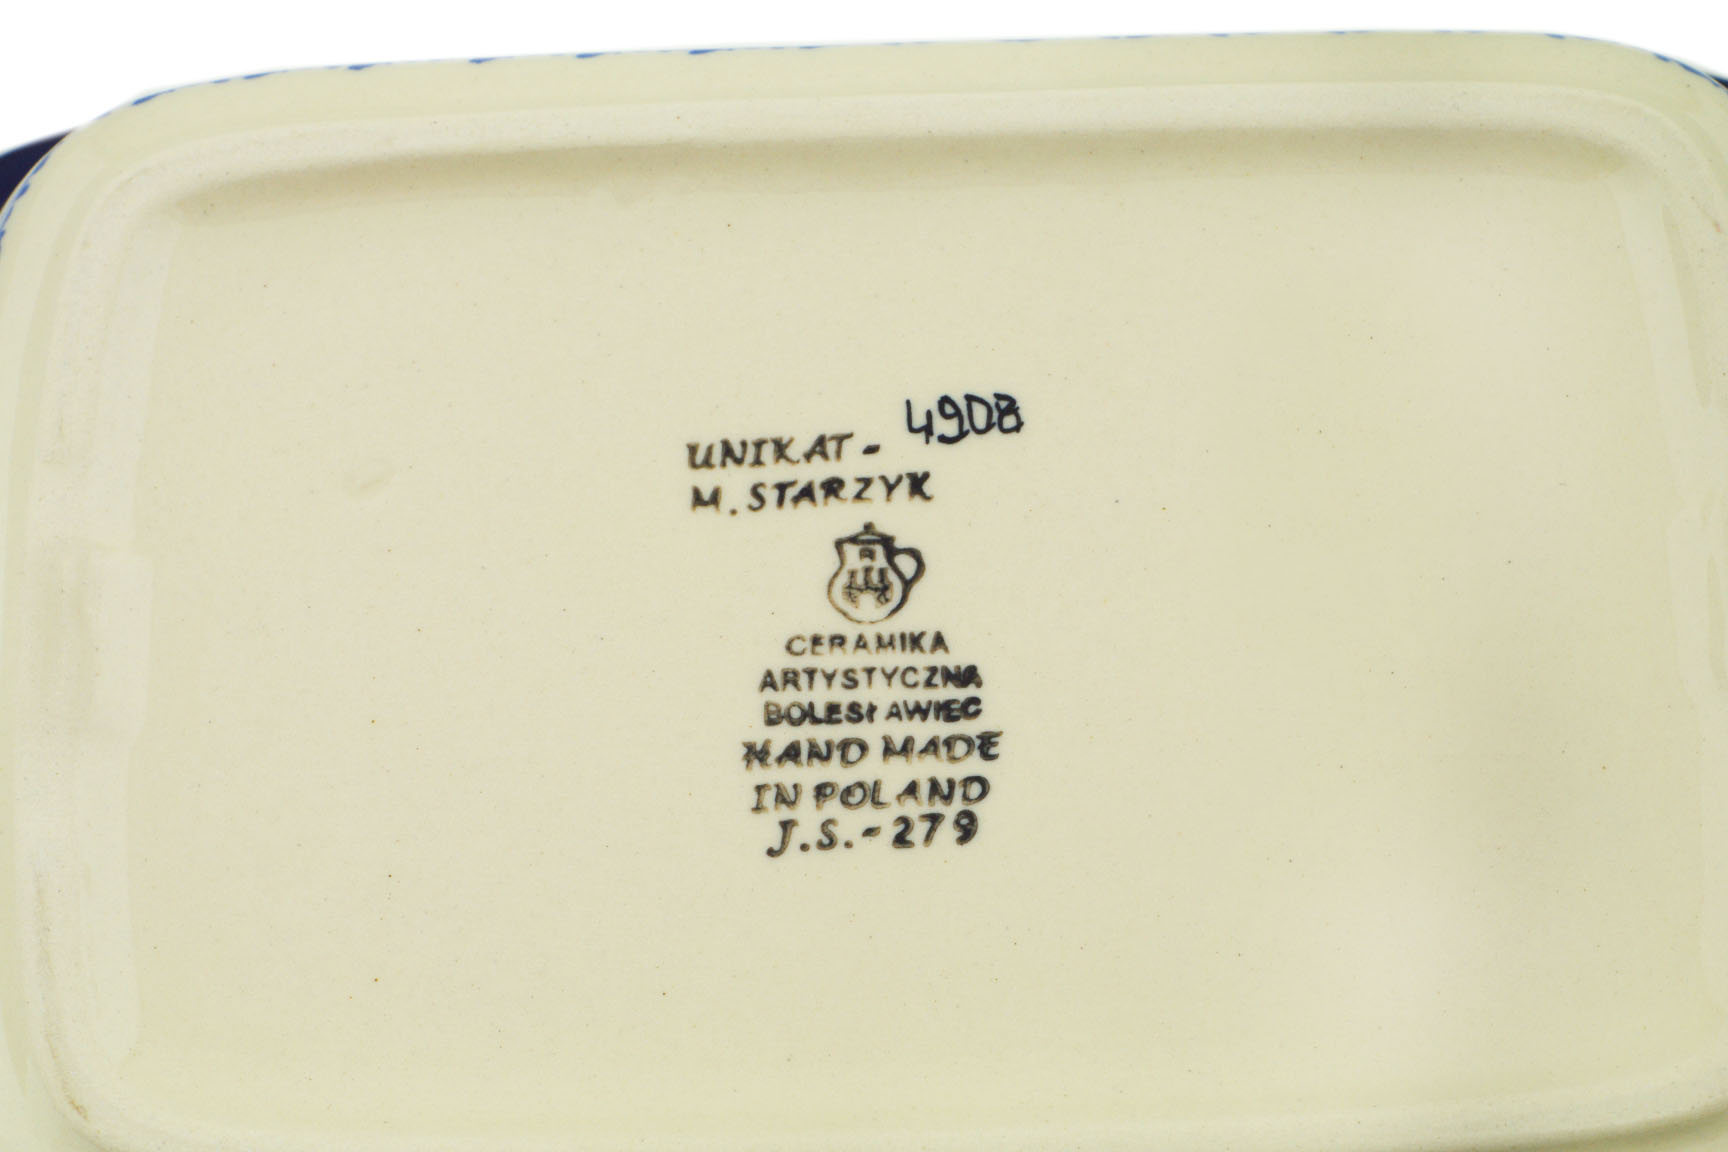 UNIKAT - 4908
M. STARZYK
R
CERAMIKA
ARTYSTYCZNA
BOLESŁAWIEC
HAND MADE
IN POLAND
J.S.-279